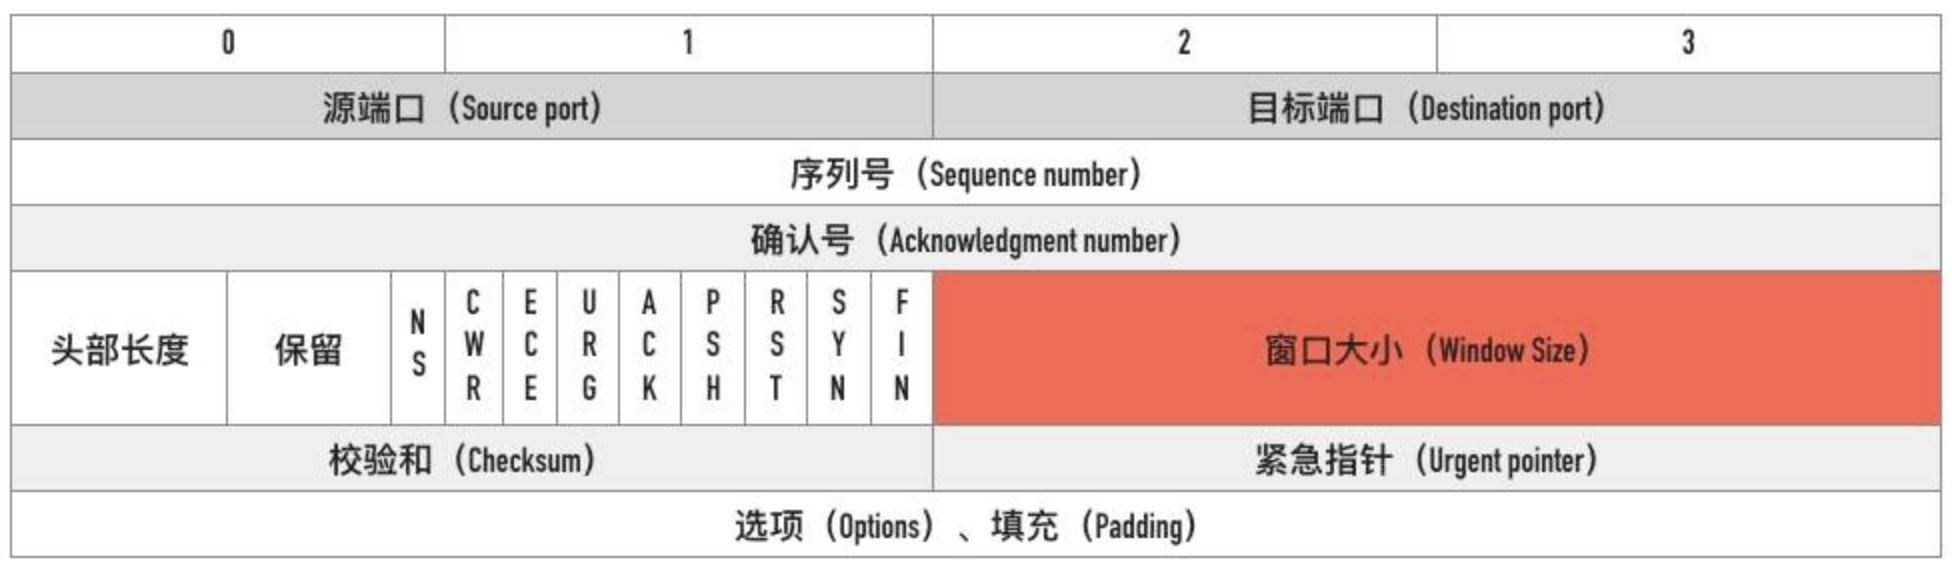 0 1 2 3
源端口（Source port） 目标端口（Destination port）
序列号（Sequence number）
确认号（Acknowledgment number）
头部长度 保留 NS CWR ECE URG ACK PSH RST SYN FIN 窗口大小（Window Size）
校验和（Checksum） 紧急指针（Urgent pointer）
选项（Options）、填充（Padding）